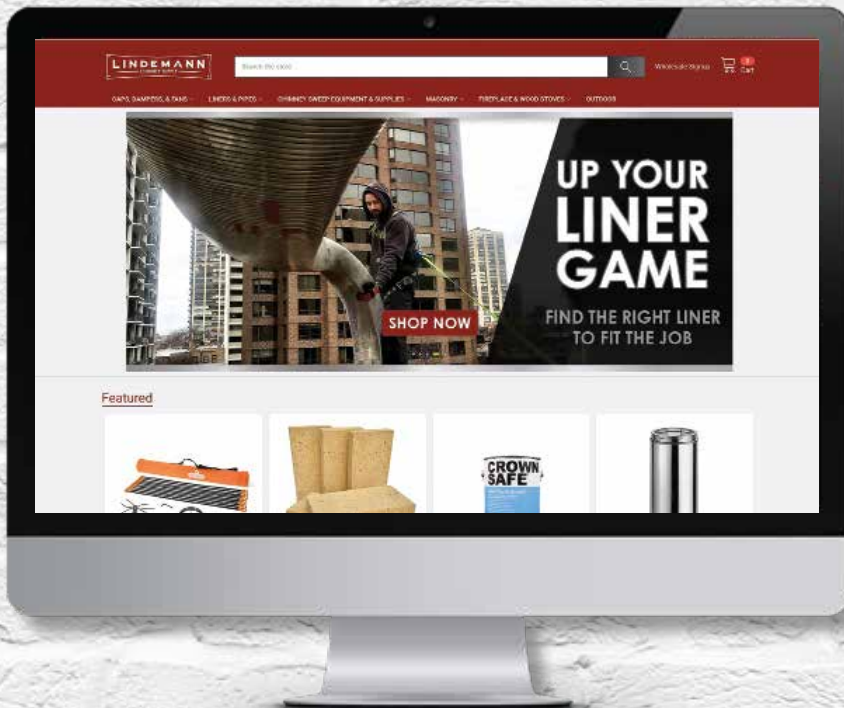 LINDEMANN
CHIMNEY SUPPLY
Search the store
Wholesale Signup
0
Cart
CAPS, DAMPERS, & FANS
LINERS & PIPES
CHIMNEY SWEEP EQUIPMENT & SUPPLIES
MASONRY
FIREPLACE & WOOD STOVES
OUTDOOR
UP YOUR
LINER
GAME
SHOP NOW
FIND THE RIGHT LINER
TO FIT THE JOB
Featured
CROWN
SAFE